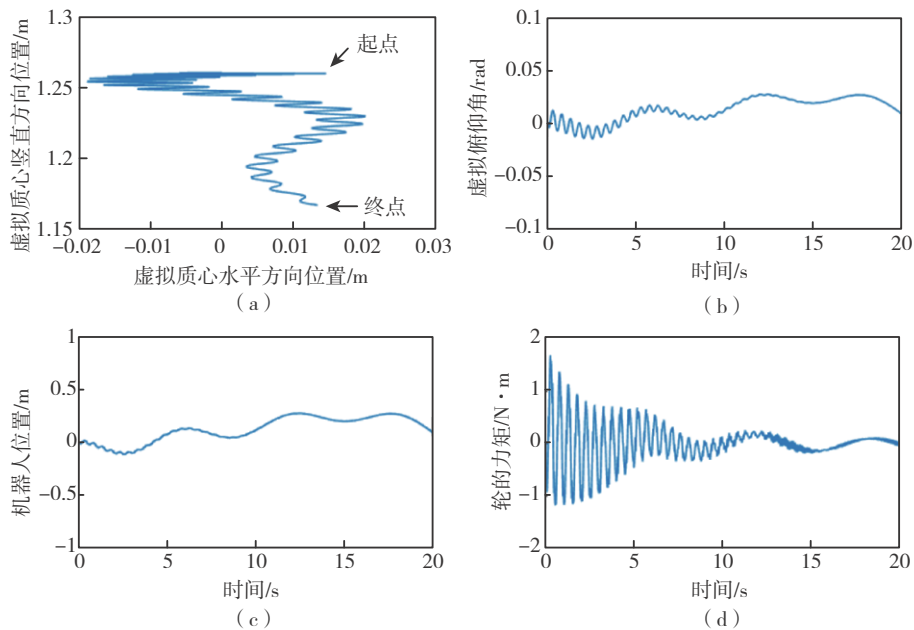 虚拟质心竖直方向位置/m
1.3
1.25
1.2
1.15
起点
终点
-0.02 -0.01 0 0.01 0.02 0.03
虚拟质心水平方向位置/m
(a)
虚拟俯仰角/rad
0.1
0.05
0
-0.05
-0.1
0 5 10 15 20
时间/s
(b)
机器人位置/m
1
0.5
0
-0.5
-1
0 5 10 15 20
时间/s
(c)
轮的力矩/N·m
2
1
0
-1
-2
0 5 10 15 20
时间/s
(d)